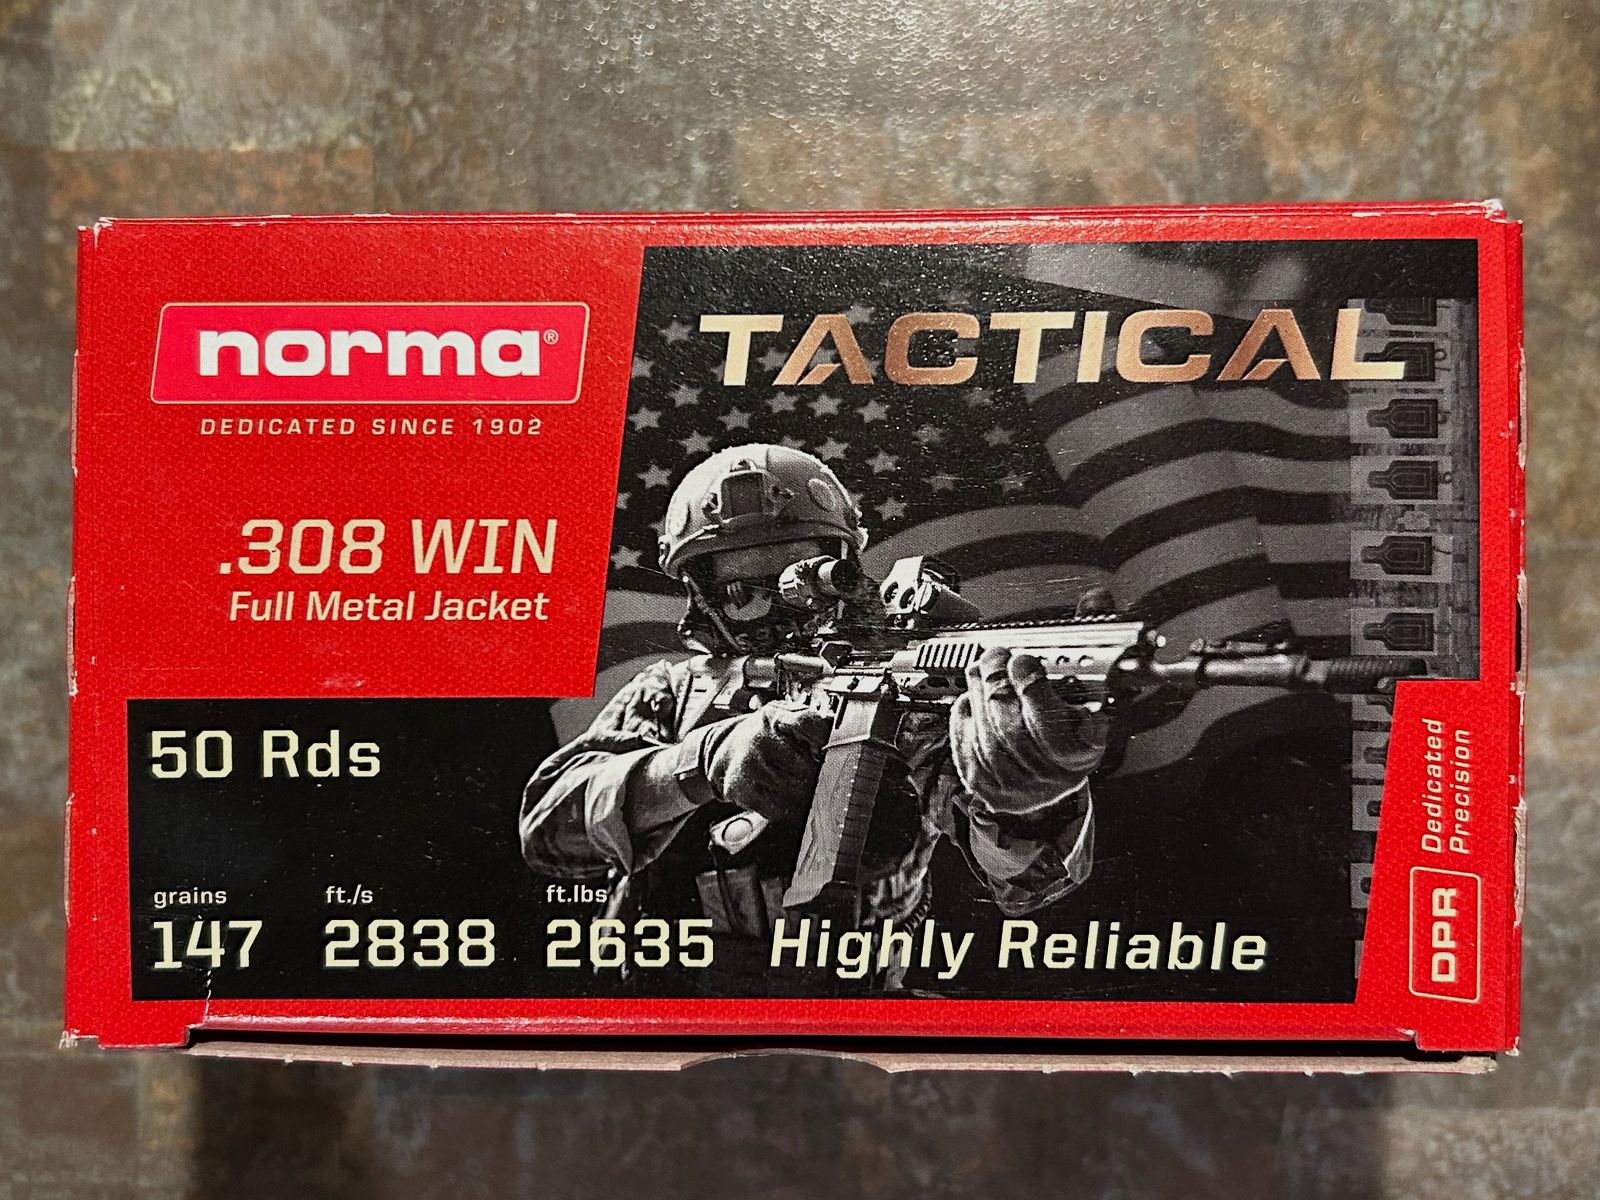 norma®
DEDICATED SINCE 1902
TACTICAL
.308 WIN
Full Metal Jacket
50 Rds
grains
147
ft./s
2838
ft.lbs
2635
Highly Reliable
DPR
Dedicated
Precision